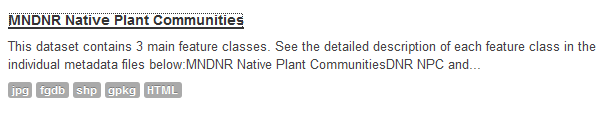 MNDNR Native Plant Communities
This dataset contains 3 main feature classes. See the detailed description of each feature class in the
individual metadata files below:MNDNR Native Plant CommunitiesDNR NPC and...
jpg fgdb shp gpkg HTML